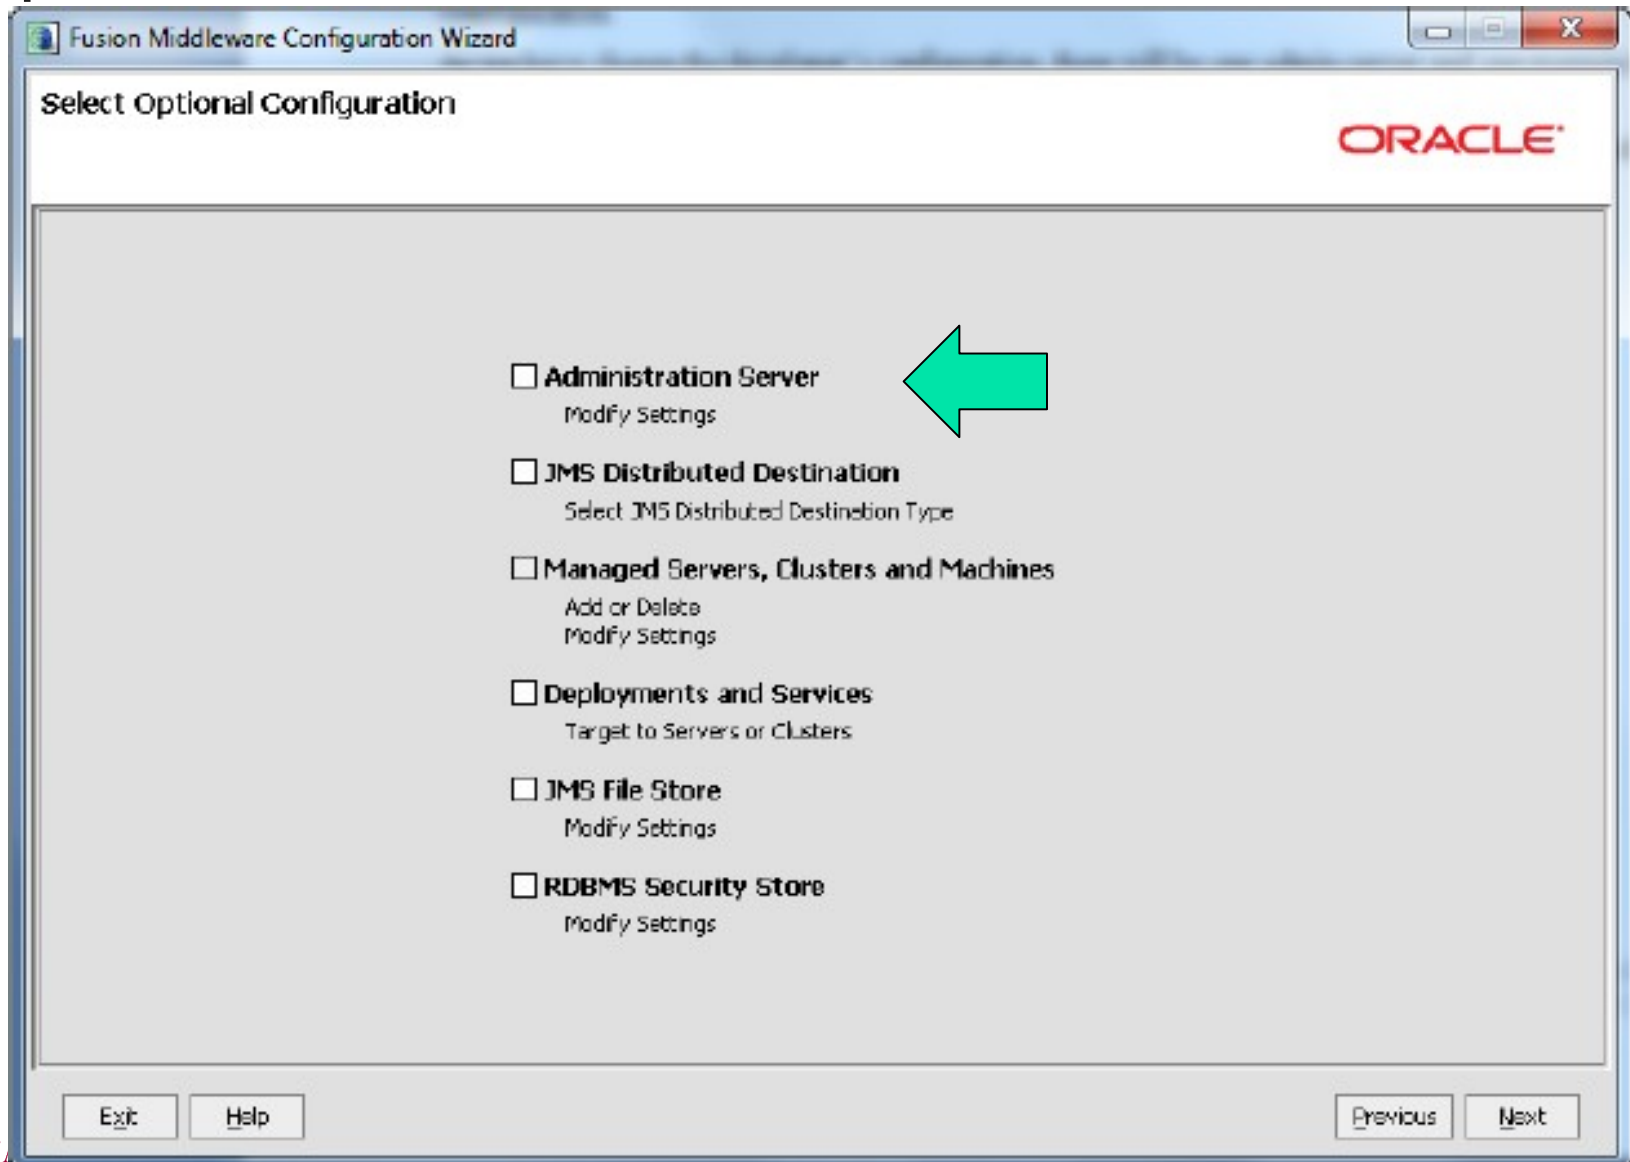 Fusion Middleware Configuration Wizard
Select Optional Configuration
ORACLE
Administration Server
Modify Settings
JMS Distributed Destination
Select JMS Distributed Destination Type
Managed Servers, Clusters and Machines
Add or Delete
Modify Settings
Deployments and Services
Target to Servers or Clusters
JMS File Store
Modify Settings
RDBMS Security Store
Modify Settings
Exit Help Previous Next